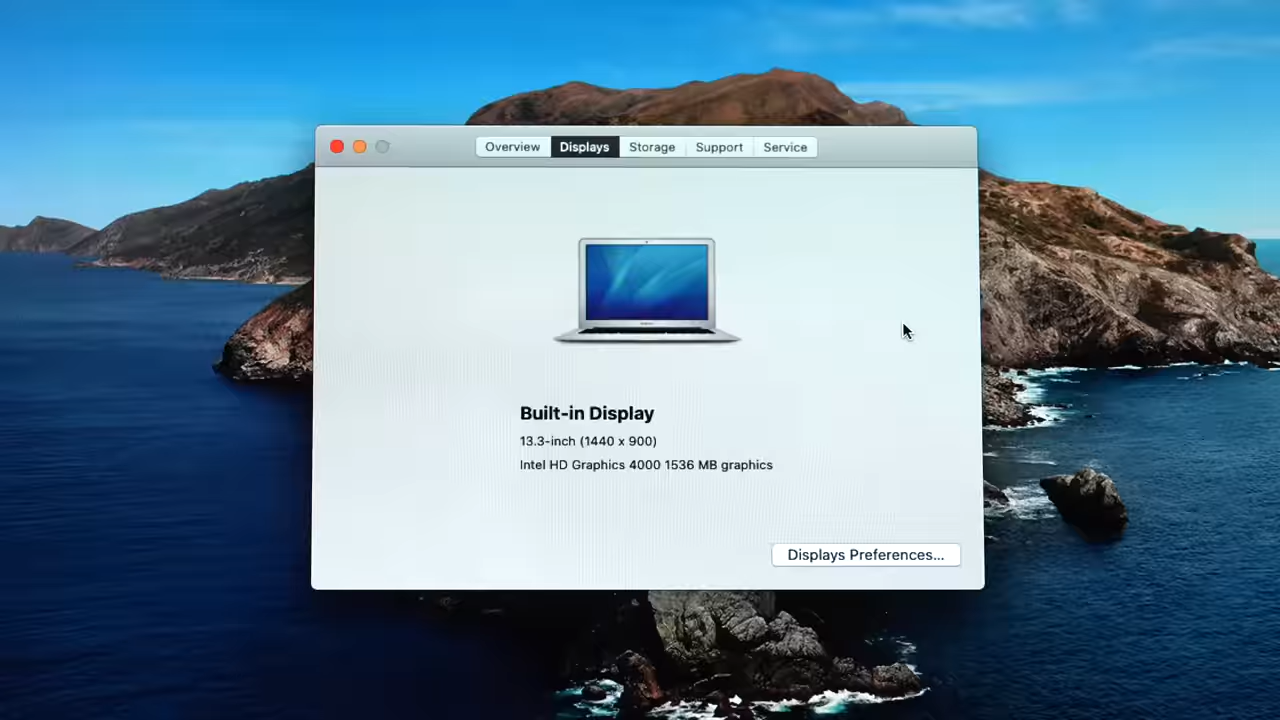 Overview Displays Storage Support Service
Built-in Display
13.3-inch (1440 x 900)
Intel HD Graphics 4000 1536 MB graphics
Displays Preferences...